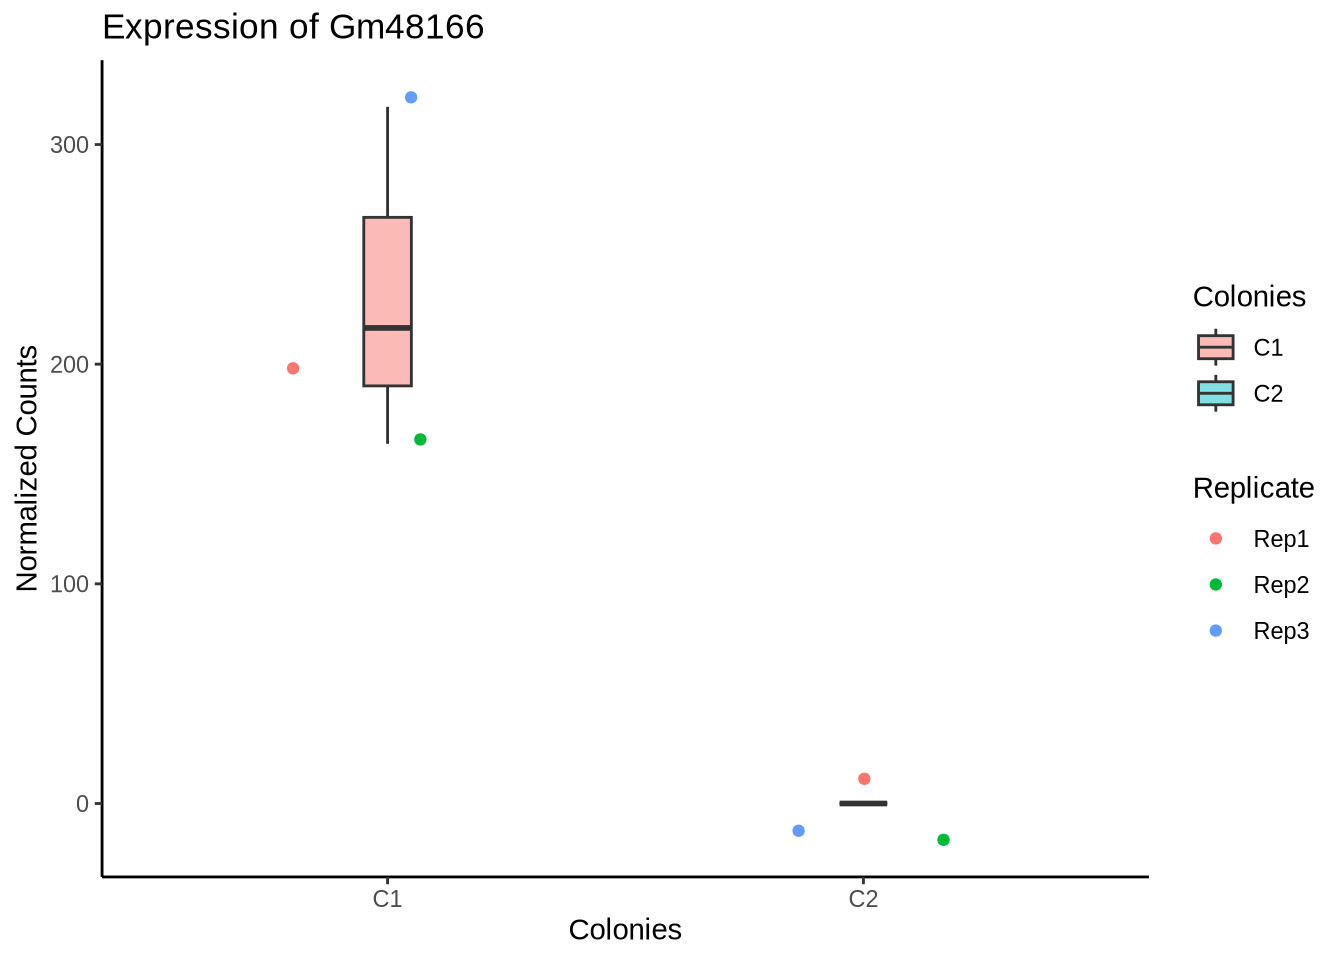 Expression of Gm48166
300
200
100
0
Normalized Counts
C1
C2
Colonies
Colonies
C1
C2
Replicate
Rep1
Rep2
Rep3